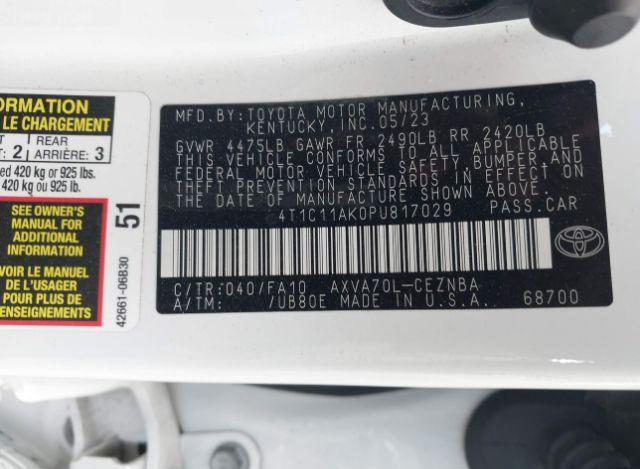 ORMATION
LE CHARGEMENT
T
REAR
: 2
ARRIÈRE: 3
ed 420 kg or 925 lbs.
420 kg ou 925 lb.
SEE OWNER'S
MANUAL FOR
ADDITIONAL
INFORMATION
VOIR LE MANUEL
DE L'USAGER
POUR PLUS DE
RENSEIGNEMENTS
51
42661-06B30
MFD.BY: TOYOTA MOTOR MANUFACTURING,
KENTUCKY, INC. 05/23
GVWR 4475LB GAWR FR 2490LB RR 2420LB
THIS VEHICLE CONFORMS TO ALL APPLICABLE
FEDERAL MOTOR VEHICLE SAFETY, BUMPER, AND
THEFT PREVENTION STANDARDS IN EFFECT ON THE
DATE OF MANUFACTURE SHOWN ABOVE.
4T1C11AK0PU817029 PASS.CAR
C/TR: 040/FA10 AXVA70L-CEZNBA
A/TM: /UB80E MADE IN U.S.A. 68700
TOYOTA